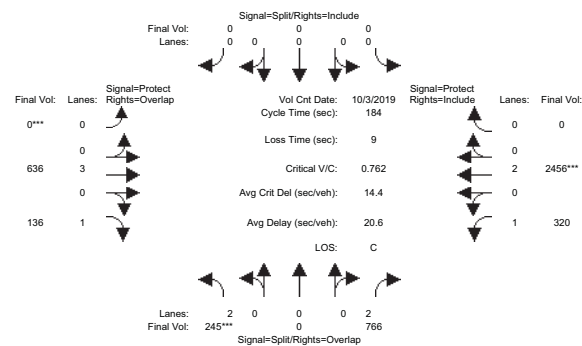 Signal=Split/Rights=Include
Final Vol: 0 0 0
Lanes: 0 0 0 0 0
Signal=Protect
Final Vol: Lanes: Rights=Overlap
Vol Cnt Date: 10/3/2019
Signal=Protect
Rights=Include Lanes: Final Vol:
Cycle Time (sec): 184
0*** 0
0 0
Loss Time (sec): 9
0
0
636 3
Critical V/C: 0.762
2 2456***
0
Avg Crit Del (sec/veh): 14.4
0
136 1
Avg Delay (sec/veh): 20.6
1 320
LOS: C
Lanes: 2 0 0 0 2
Final Vol: 245*** 0 766
Signal=Split/Rights=Overlap